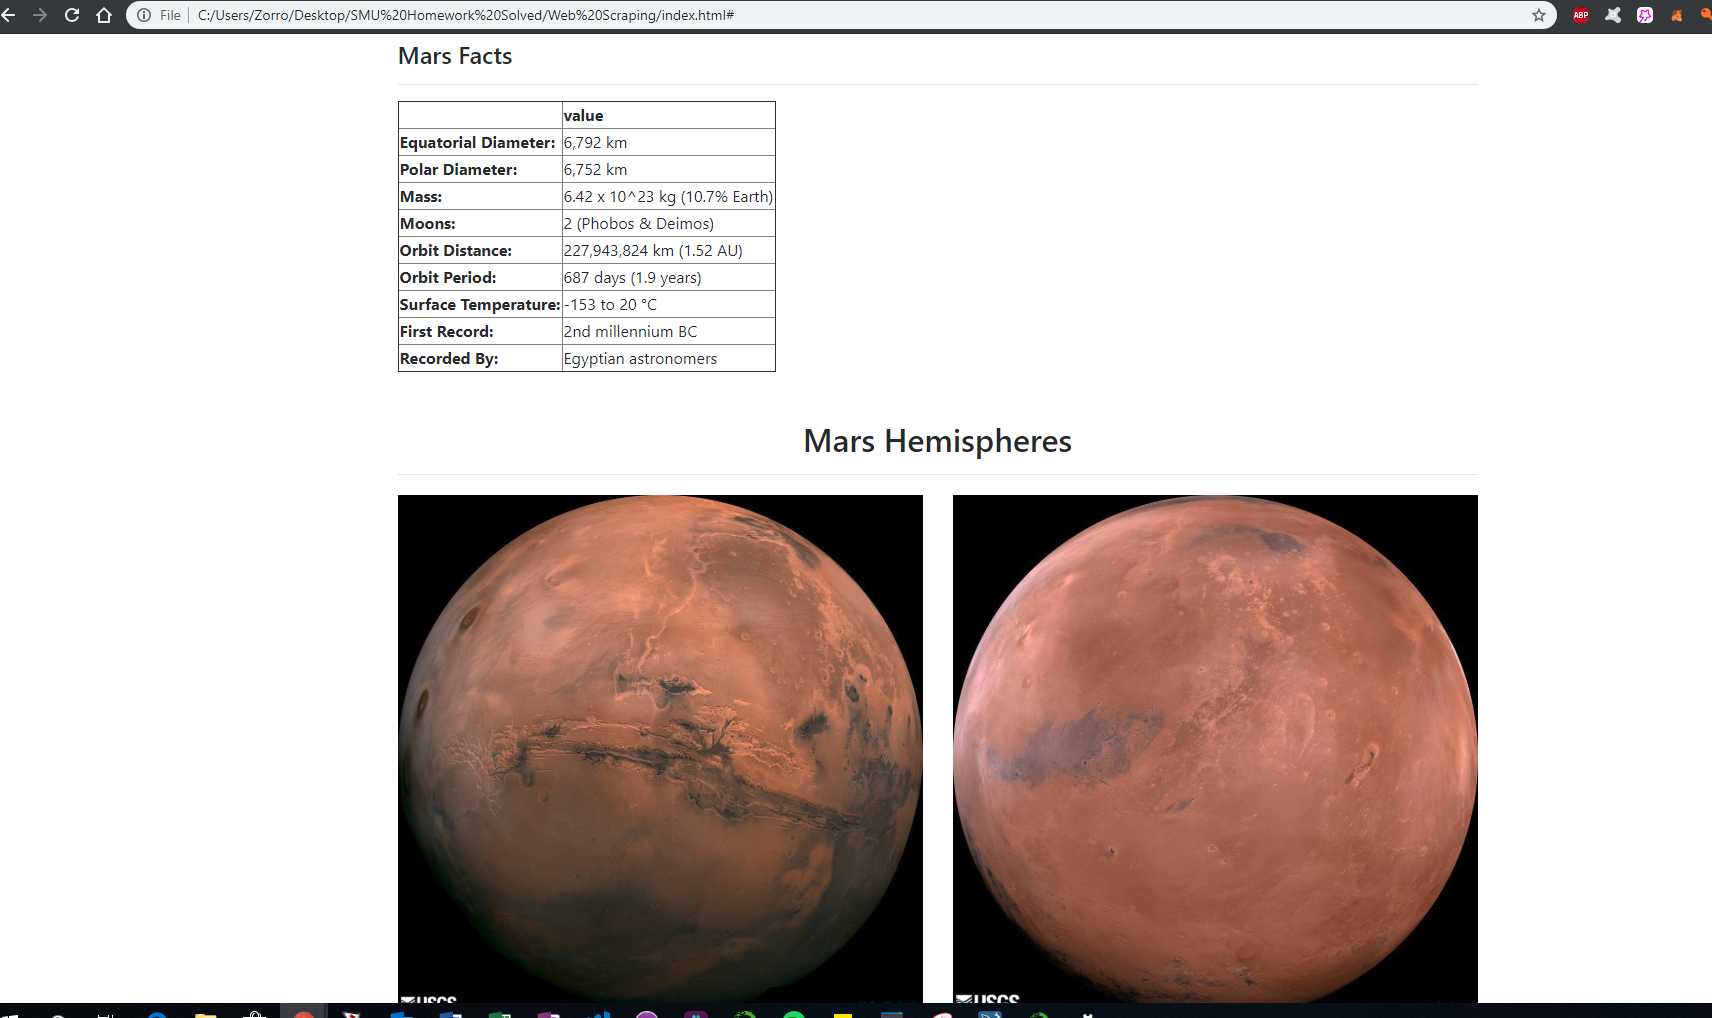 File
C:/Users/Zorro/Desktop/SMU%20Homework%20Solved/Web%20Scraping/index.html#
ABP
Mars Facts
value
Equatorial Diameter: 6,792 km
Polar Diameter: 6,752 km
Mass: 6.42 x 10^23 kg (10.7% Earth)
Moons: 2 (Phobos & Deimos)
Orbit Distance: 227,943,824 km (1.52 AU)
Orbit Period: 687 days (1.9 years)
Surface Temperature: -153 to 20 °C
First Record: 2nd millennium BC
Recorded By: Egyptian astronomers
Mars Hemispheres
USGS
USGS